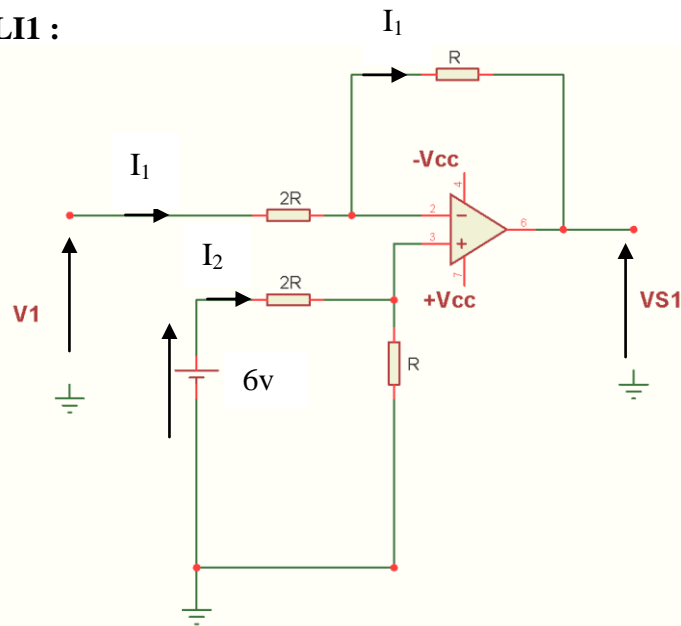 LI1 :
I₁
R
-Vcc
4
I₁
2R
2
6
3
I₂
2R
7
+Vcc
V1
VS1
6v
R